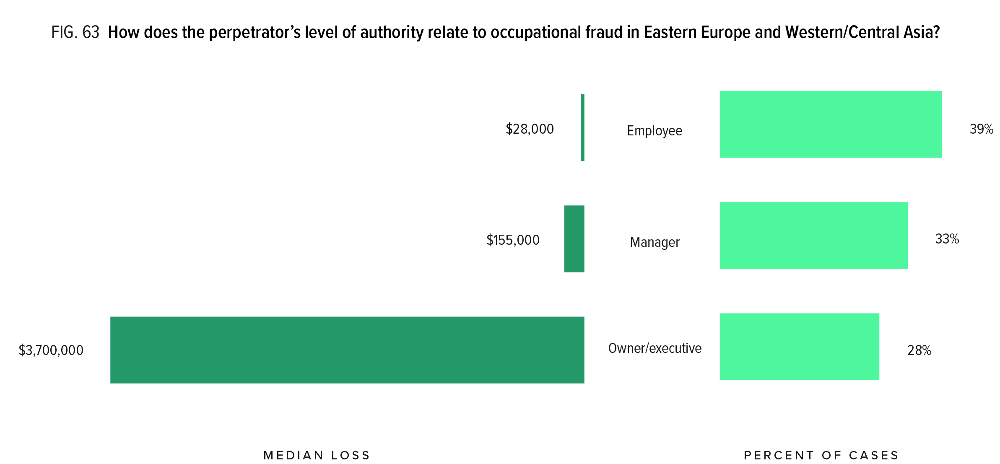 FIG. 63 How does the perpetrator’s level of authority relate to occupational fraud in Eastern Europe and Western/Central Asia?
$28,000 Employee 39%
$155,000 Manager 33%
$3,700,000 Owner/executive 28%
MEDIAN LOSS PERCENT OF CASES